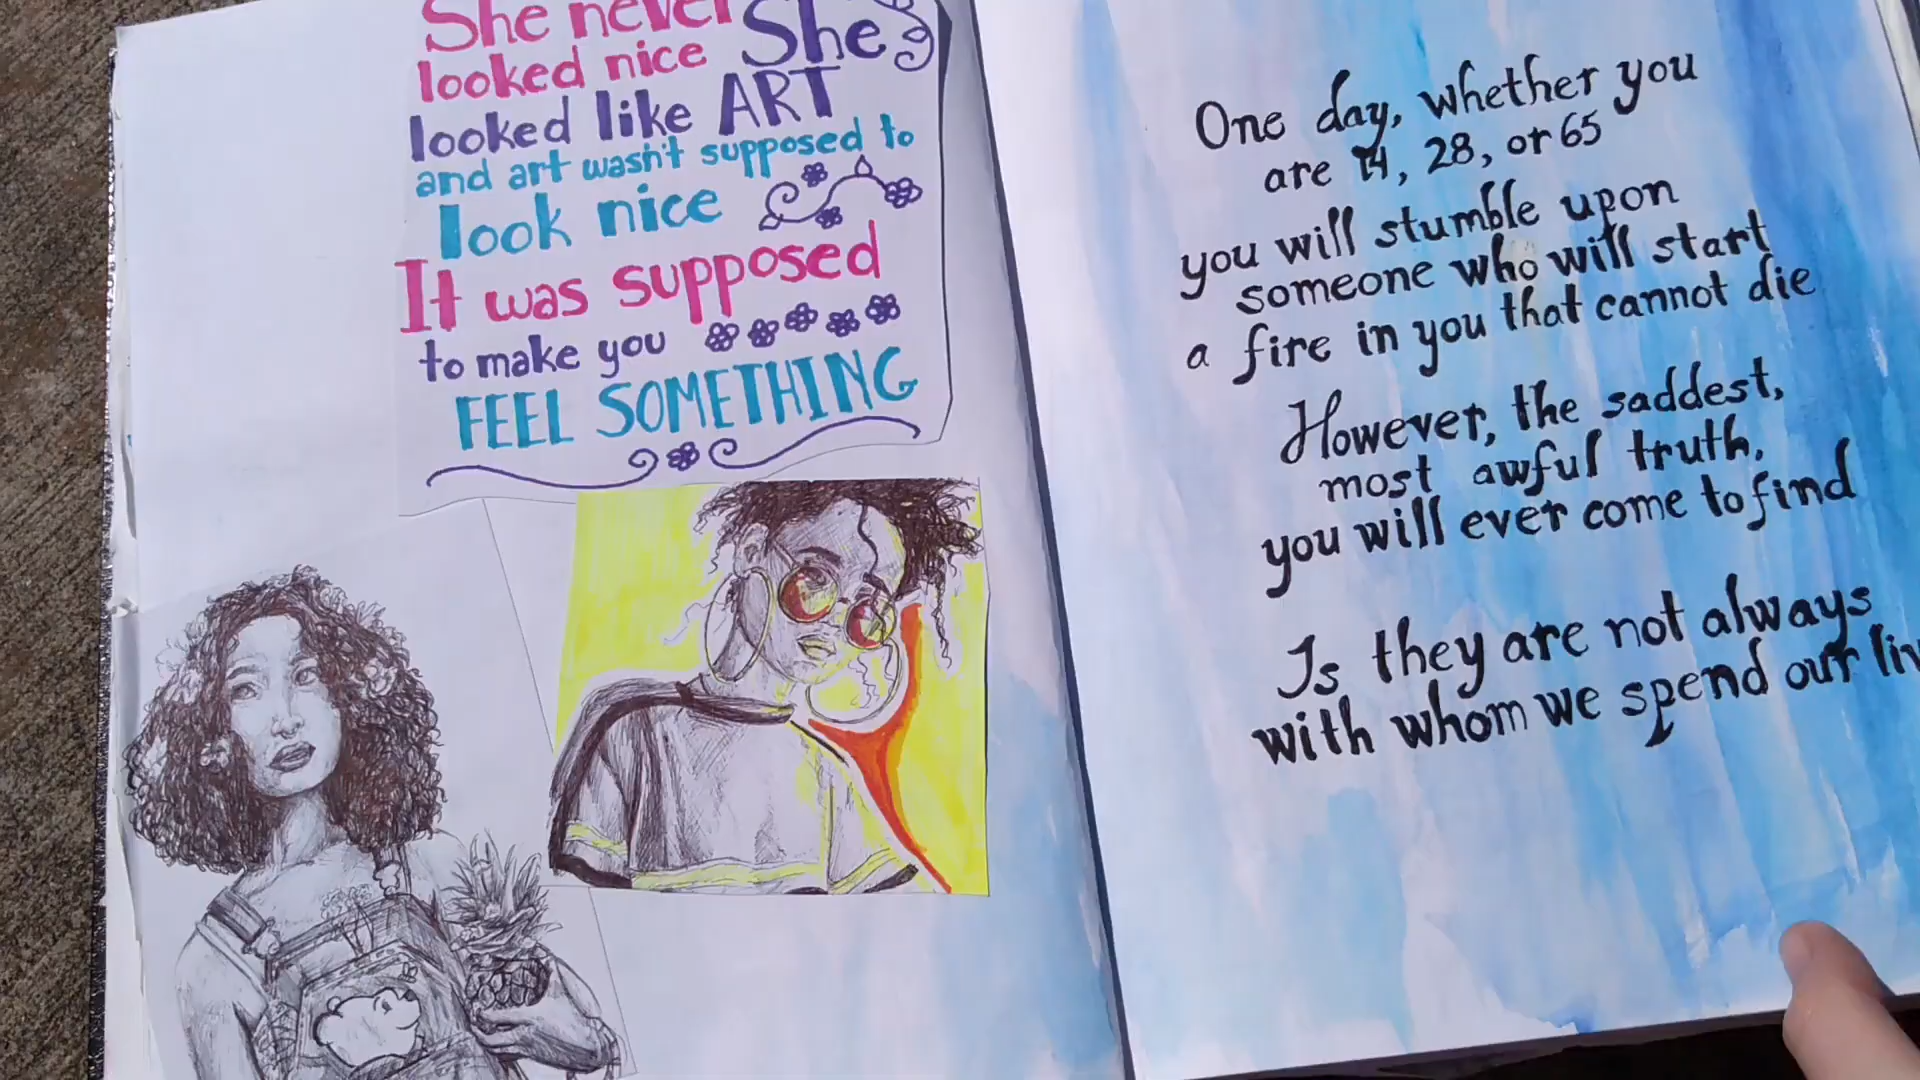 She never
looked nice She
looked like ART
and art wasn't supposed to
look nice
It was supposed
to make you
FEEL SOMETHING
One day, whether you
are 14, 28, or 65
you will stumble upon
someone who will start
a fire in you that cannot die
However, the saddest,
most awful truth,
you will ever come to find
Is they are not always
with whom we spend our